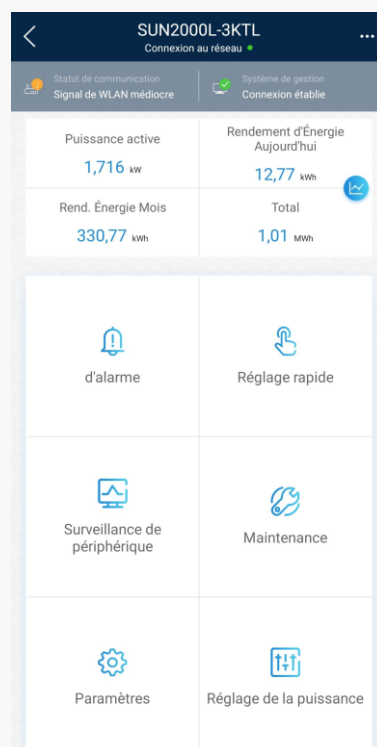 SUN2000L-3KTL
Connexion au réseau
Statut de communication
Signal de WLAN médiocre
Système de gestion
Connexion établie
Puissance active
1,716 kW
Rendement d'Énergie
Aujourd'hui
12,77 kWh
Rend. Énergie Mois
330,77 kWh
Total
1,01 MWh
d'alarme
Réglage rapide
Surveillance de
périphérique
Maintenance
Paramètres
Réglage de la puissance